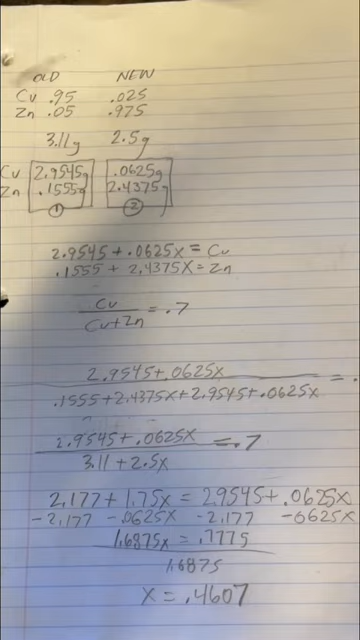 OLD NEW
Cu .95 .025
Zn .05 .975
3.11g 2.5g
Cu 2.9545g .0625g
Zn .1555g 2.4375g
① ②
2.9545 + .0625x = Cu
.1555 + 2.4375x = Zn
Cu
Cu+Zn = .7
2.9545+.0625x
.1555+2.4375x+2.9545+.0625x = .
2.9545+.0625x
3.11+2.5x = .7
2.177+1.75x = 2.9545+.0625x
-2.177 -.0625x -2.177 -.0625x
1.6875x = .7775
1.6875
x = .4607